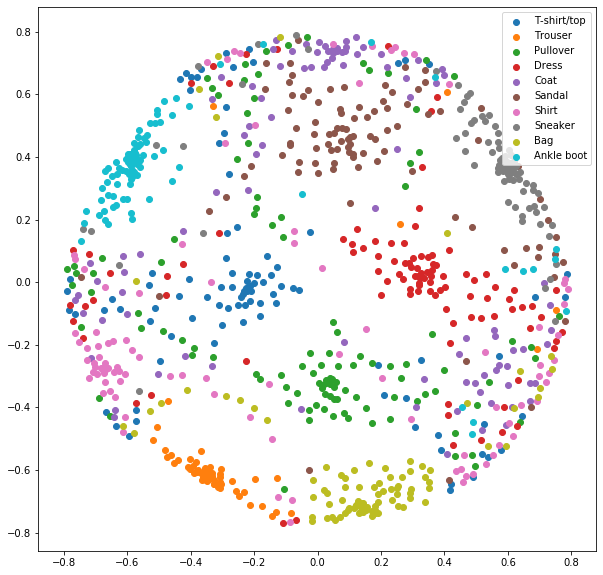 0.8
0.6
0.4
0.2
0.0
−0.2
−0.4
−0.6
−0.8
−0.8 −0.6 −0.4 −0.2 0.0 0.2 0.4 0.6 0.8
T-shirt/top
Trouser
Pullover
Dress
Coat
Sandal
Shirt
Sneaker
Bag
Ankle boot